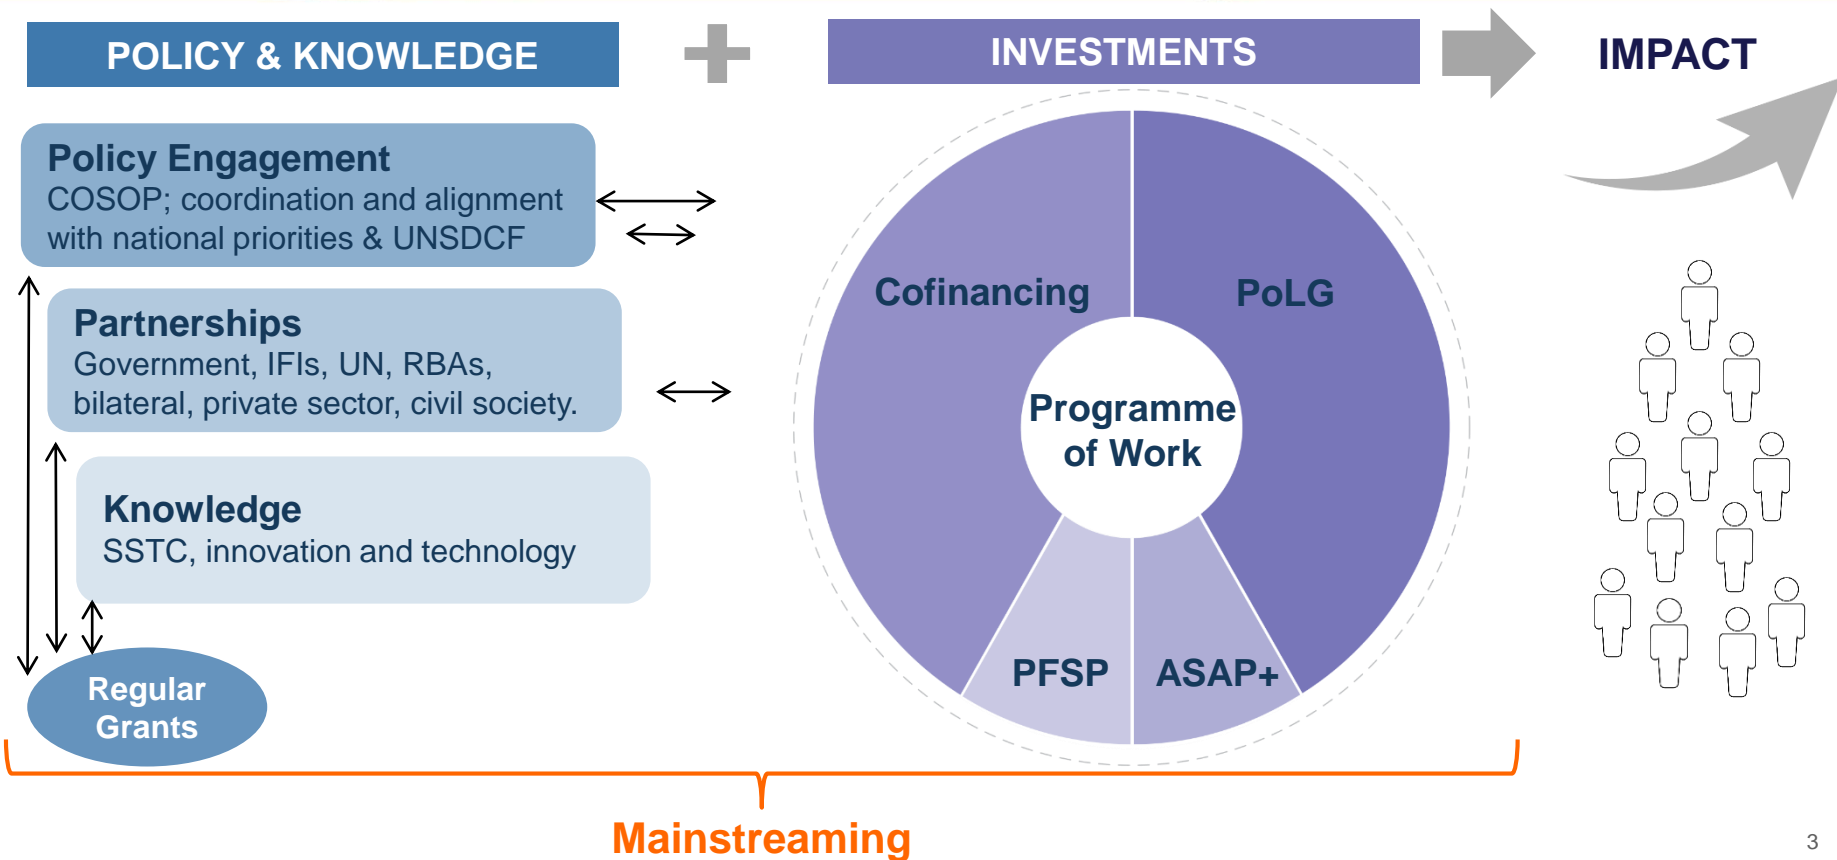 POLICY & KNOWLEDGE
INVESTMENTS
IMPACT
Policy Engagement
COSOP; coordination and alignment
with national priorities & UNSDCF
Partnerships
Government, IFIs, UN, RBAs,
bilateral, private sector, civil society.
Knowledge
SSTC, innovation and technology
Regular
Grants
Cofinancing
PoLG
Programme
of Work
PFSP
ASAP+
Mainstreaming
3